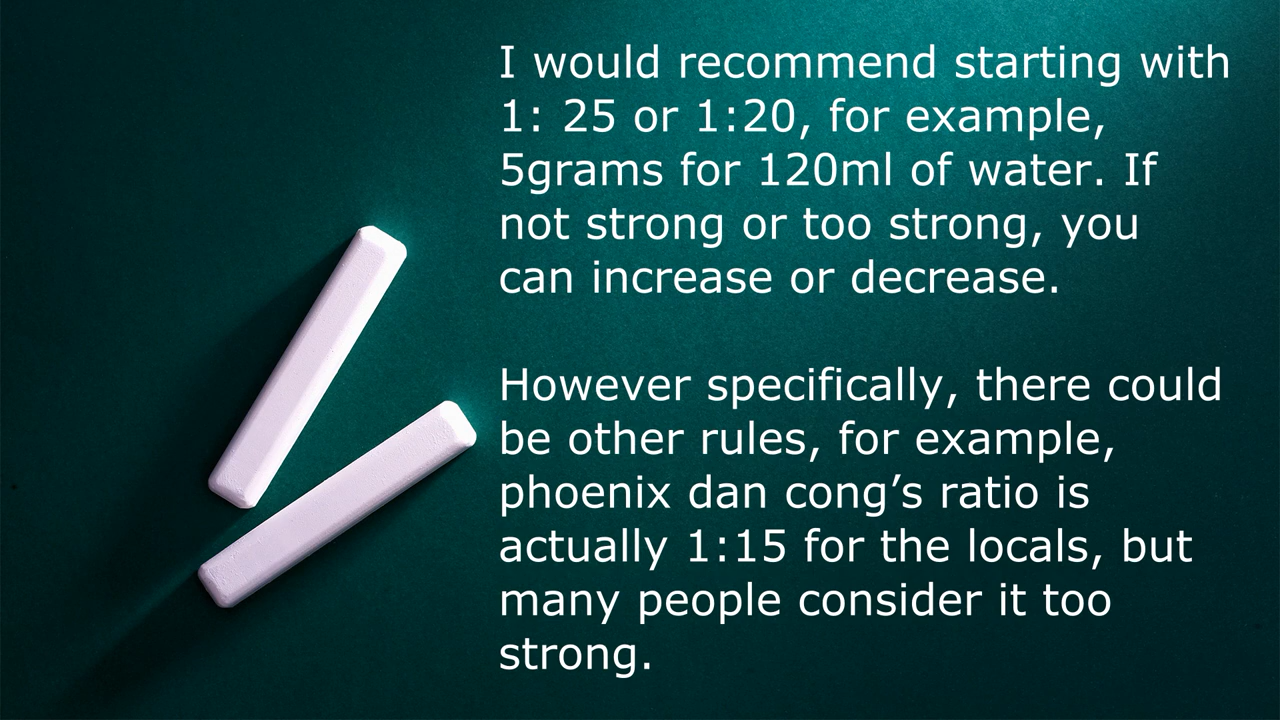 I would recommend starting with
1: 25 or 1:20, for example,
5grams for 120ml of water. If
not strong or too strong, you
can increase or decrease.
However specifically, there could
be other rules, for example,
phoenix dan cong’s ratio is
actually 1:15 for the locals, but
many people consider it too
strong.